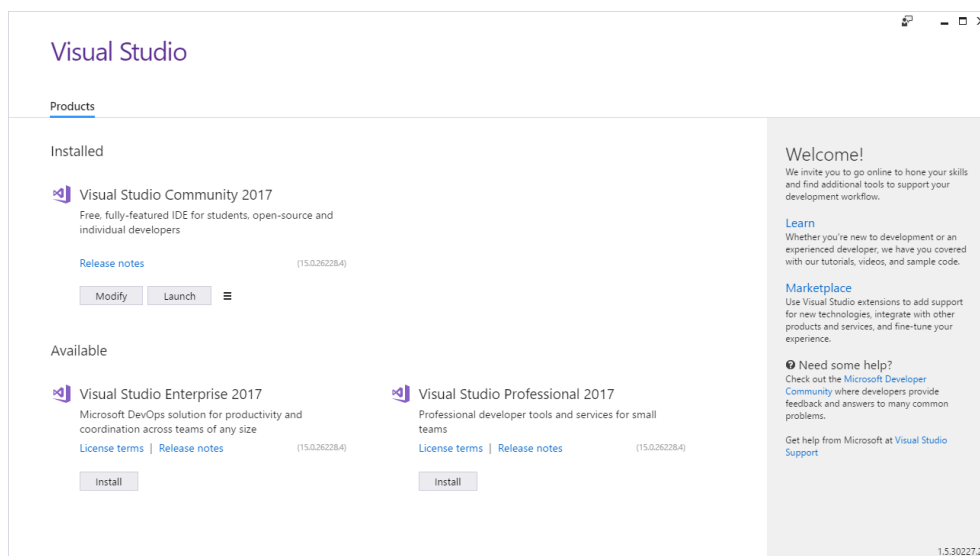 Visual Studio
Products
Installed
Visual Studio Community 2017
Free, fully-featured IDE for students, open-source and
individual developers
Release notes (15.0.26228.4)
Modify Launch
Available
Visual Studio Enterprise 2017
Microsoft DevOps solution for productivity and
coordination across teams of any size
License terms | Release notes (15.0.26228.4)
Install
Visual Studio Professional 2017
Professional developer tools and services for small
teams
License terms | Release notes (15.0.26228.4)
Install
Welcome!
We invite you to go online to hone your skills
and find additional tools to support your
development workflow.
Learn
Whether you're new to development or an
experienced developer, we have you covered
with our tutorials, videos, and sample code.
Marketplace
Use Visual Studio extensions to add support
for new technologies, integrate with other
products and services, and fine-tune your
experience.
Need some help?
Check out the Microsoft Developer
Community where developers provide
feedback and answers to many common
problems.
Get help from Microsoft at Visual Studio
Support